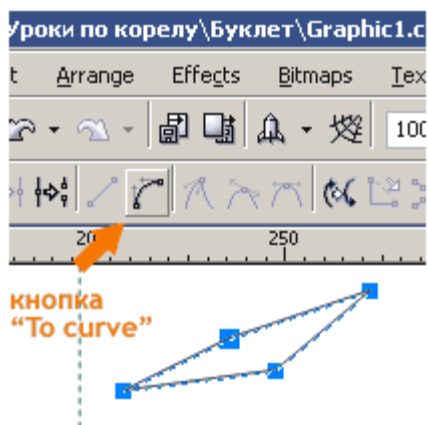 Уроки по корелу\Буклет\Graphic1.c
t Arrange Effects Bitmaps Tex
100
20 250
кнопка
"To curve"